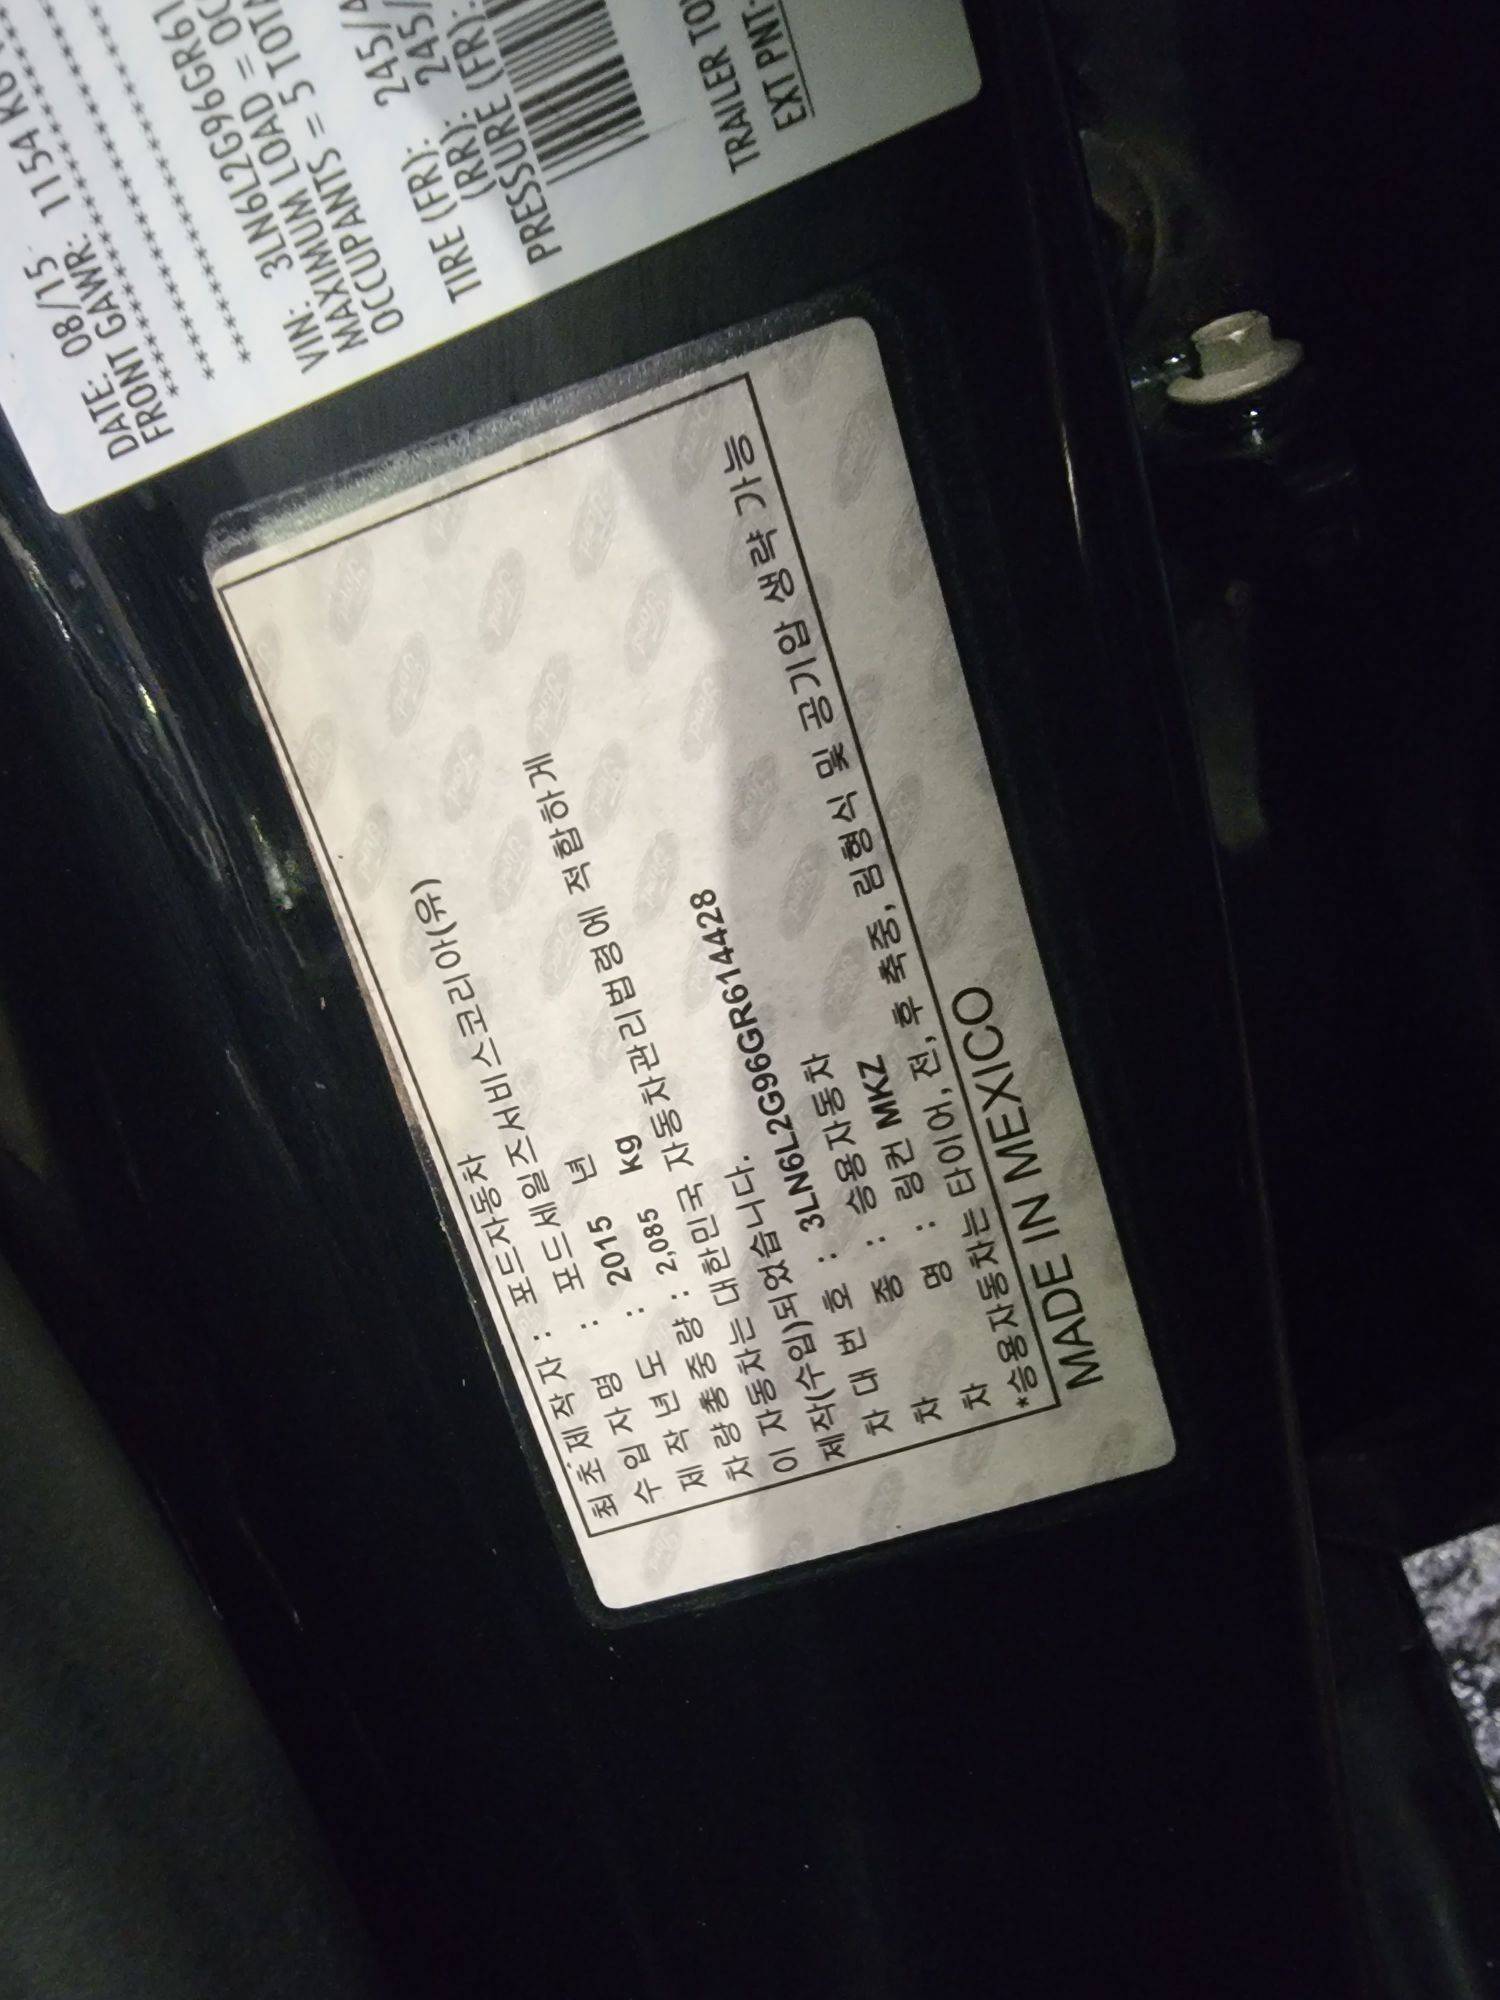 DATE: 08/15
FRONT GAWR: 1154 KG
VIN: 3LN6L2G96GR61
MAXIMUM LOAD = OC
OCCUPANTS = 5 TOTA
TIRE (FR): 245/4
(RR): 245/
PRESSURE (FR):
TRAILER TO
EXT PNT:
최초제작자 : 포드자동차
수입자명 : 포드세일즈서비스코리아(유)
제작년도 : 2015 년
차량총중량 : 2,085 kg
이 자동차는 대한민국 자동차관리법령에 적합하게
제작(수입)되었습니다.
차대번호 : 3LN6L2G96GR614428
차 종 : 승용자동차
차 명 : 링컨 MKZ
*승용자동차는 타이어, 전, 후 축중, 림형식 및 공기압 생략 가능
MADE IN MEXICO